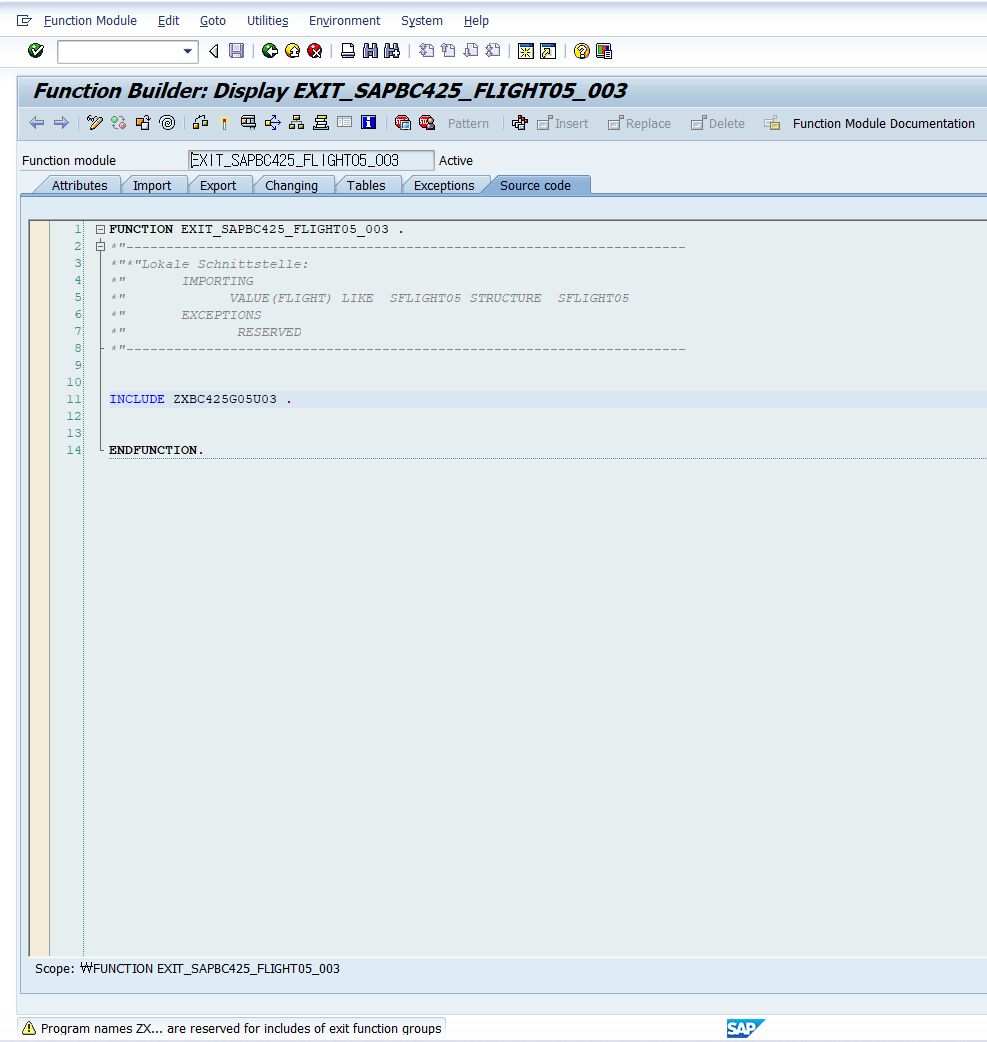 Function Module Edit Goto Utilities Environment System Help
Function Builder: Display EXIT_SAPBC425_FLIGHT05_003
Pattern Insert Replace Delete Function Module Documentation
Function module EXIT_SAPBC425_FLIGHT05_003 Active
Attributes Import Export Changing Tables Exceptions Source code
1 FUNCTION EXIT_SAPBC425_FLIGHT05_003 .
2 *"----------------------------------------------------------------------
3 *"*"Lokale Schnittstelle:
4 *" IMPORTING
5 *" VALUE(FLIGHT) LIKE SFLIGHT05 STRUCTURE SFLIGHT05
6 *" EXCEPTIONS
7 *" RESERVED
8 *"----------------------------------------------------------------------
9
10
11 INCLUDE ZXBC425G05U03 .
12
13
14 ENDFUNCTION.
Scope: ₩FUNCTION EXIT_SAPBC425_FLIGHT05_003
Program names ZX... are reserved for includes of exit function groups
SAP